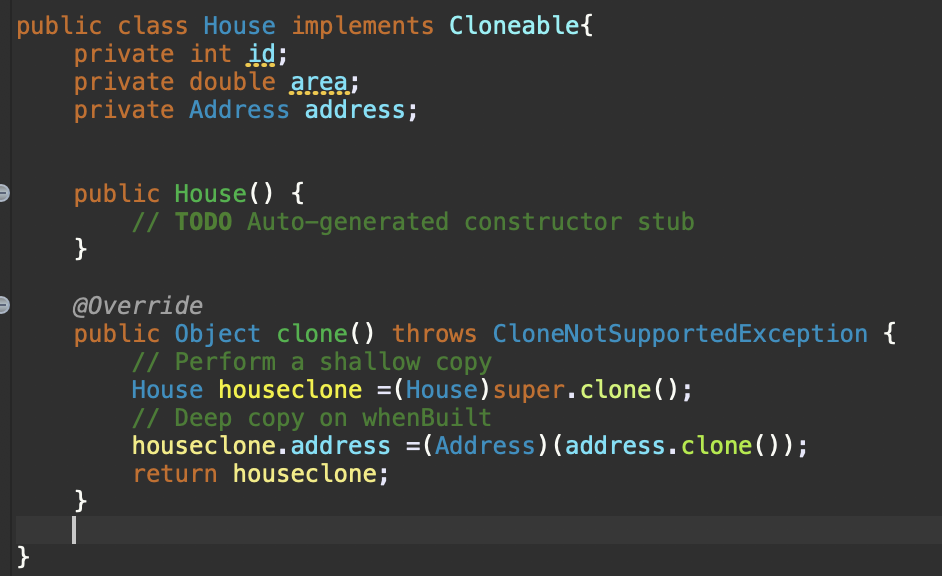 public class House implements Cloneable{
    private int id;
    private double area;
    private Address address;
    public House() {
        // TODO Auto-generated constructor stub
    }
    @Override
    public Object clone() throws CloneNotSupportedException {
        // Perform a shallow copy
        House houseclone =(House)super.clone();
        // Deep copy on whenBuilt
        houseclone.address =(Address)(address.clone());
        return houseclone;
    }
}